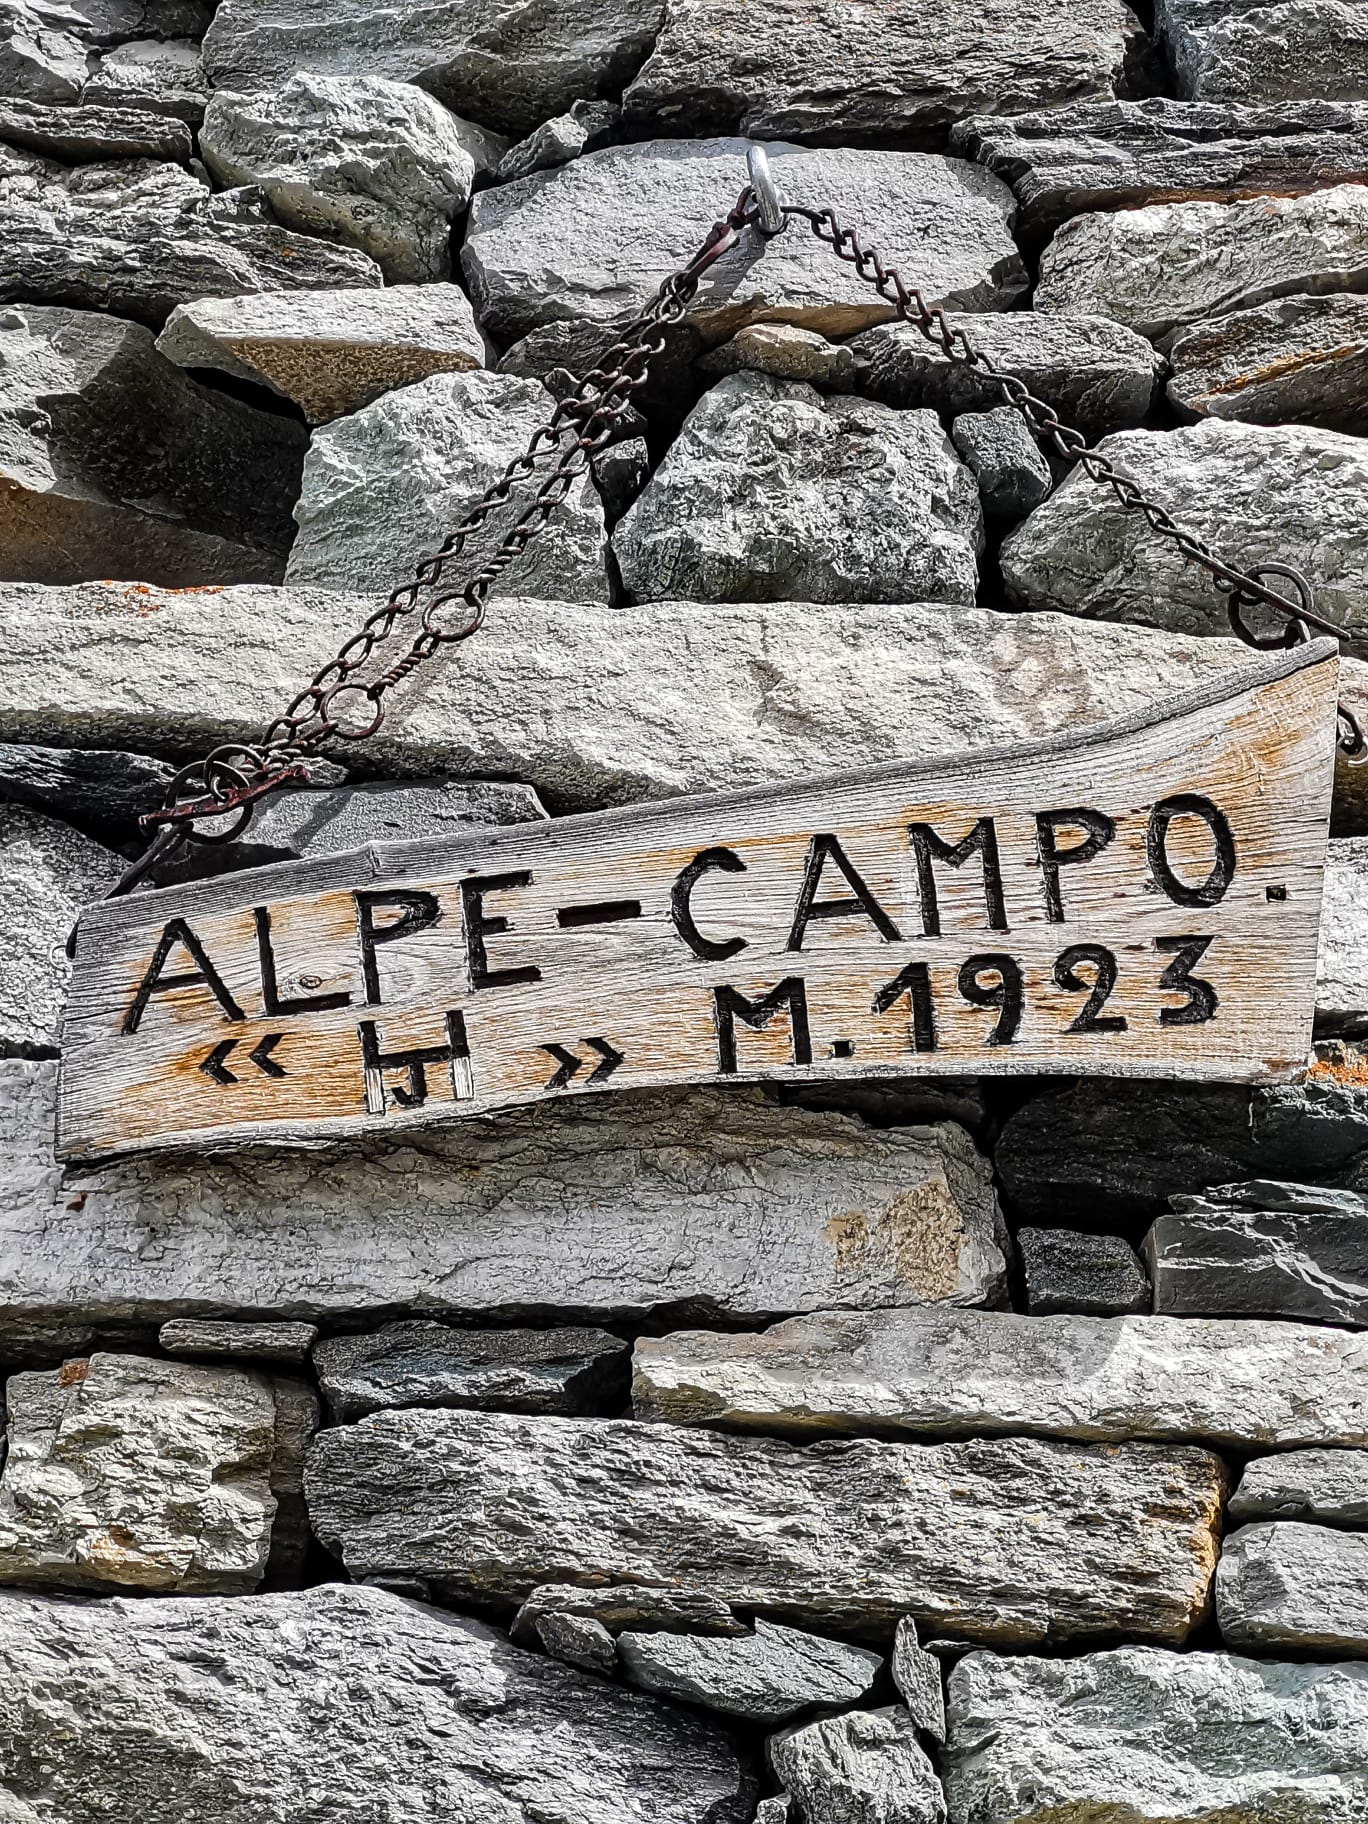 ALPE-CAMPO.
« » M.1923